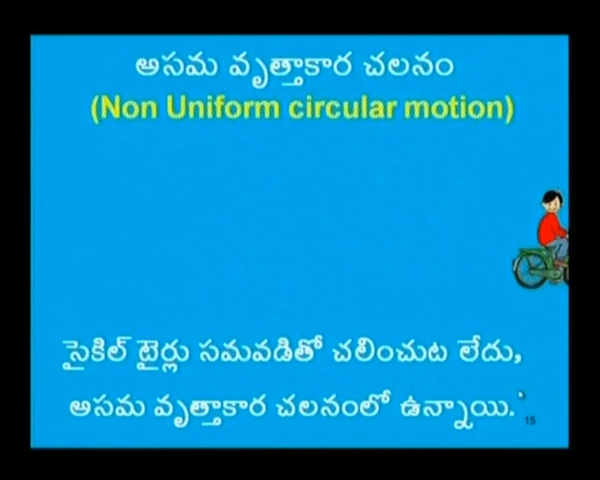 అసమ వృత్తాకార చలనం
(Non Uniform circular motion)
సైకిల్ టైర్లు సమవడితో చలించుట లేదు,
అసమ వృత్తాకార చలనంలో ఉన్నాయి.
15